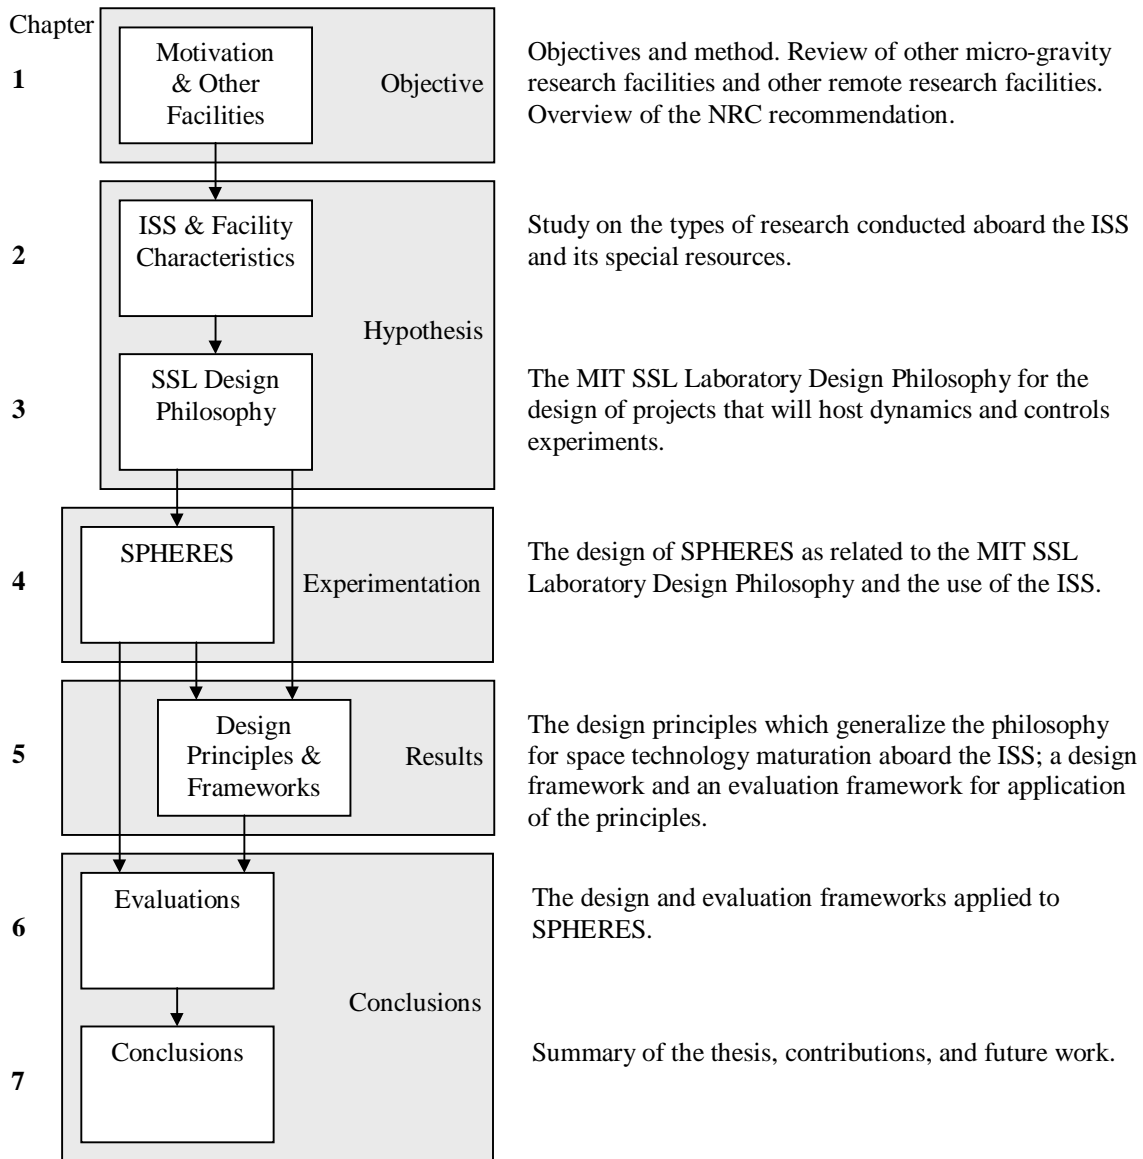 Chapter
1
Motivation
& Other
Facilities
Objective
Objectives and method. Review of other micro-gravity
research facilities and other remote research facilities.
Overview of the NRC recommendation.
2
ISS & Facility
Characteristics
Study on the types of research conducted aboard the ISS
and its special resources.
Hypothesis
3
SSL Design
Philosophy
The MIT SSL Laboratory Design Philosophy for the
design of projects that will host dynamics and controls
experiments.
4
SPHERES
Experimentation
The design of SPHERES as related to the MIT SSL
Laboratory Design Philosophy and the use of the ISS.
5
Design
Principles &
Frameworks
Results
The design principles which generalize the philosophy
for space technology maturation aboard the ISS; a design
framework and an evaluation framework for application
of the principles.
6
Evaluations
The design and evaluation frameworks applied to
SPHERES.
Conclusions
7
Conclusions
Summary of the thesis, contributions, and future work.